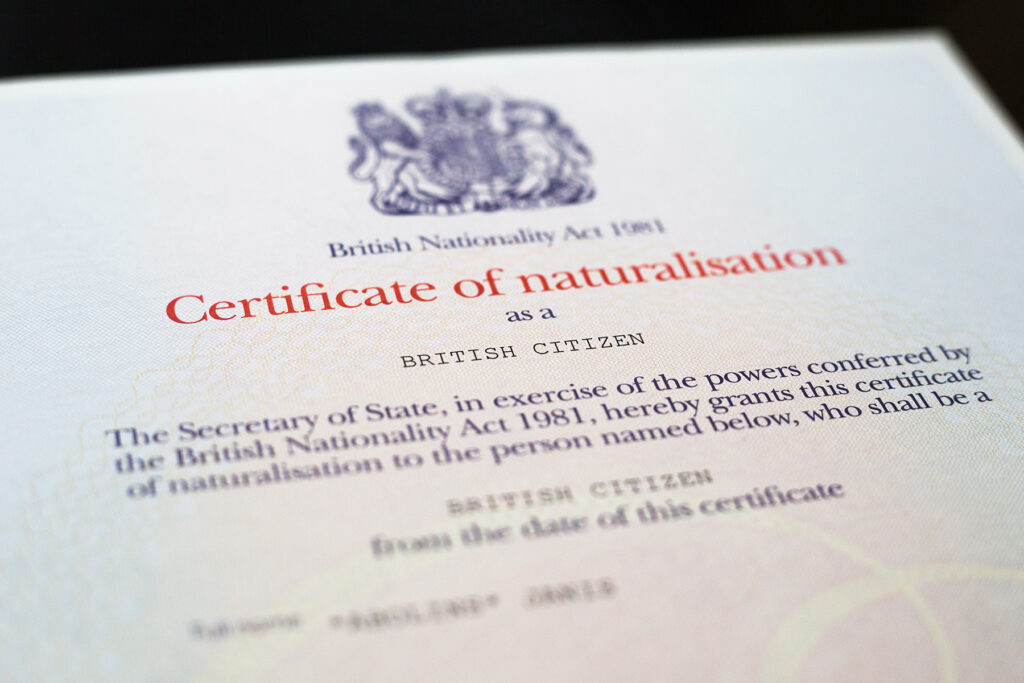 British Nationality Act 1981
Certificate of naturalisation
as a
BRITISH CITIZEN
The Secretary of State, in exercise of the powers conferred by
the British Nationality Act 1981, hereby grants this certificate
of naturalisation to the person named below, who shall be a
BRITISH CITIZEN
from the date of this certificate
Full name